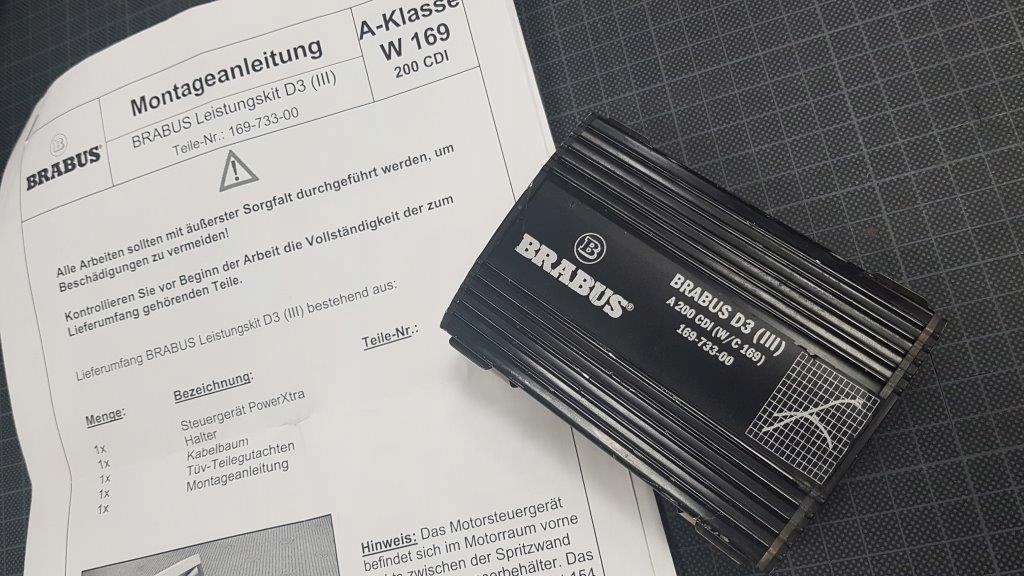 Montageanleitung
A-Klasse
W 169
200 CDI
BRABUS Leistungskit D3 (III)
Teile-Nr.: 169-733-00
B
BRABUS®
Alle Arbeiten sollten mit äußerster Sorgfalt durchgeführt werden, um
Beschädigungen zu vermeiden!
Kontrollieren Sie vor Beginn der Arbeit die Vollständigkeit der zum
Lieferumfang gehörenden Teile.
Lieferumfang BRABUS Leistungskit D3 (III) bestehend aus:
Menge: Bezeichnung: Teile-Nr.:
1x Steuergerät PowerXtra
1x Halter
1x Kabelbaum
1x Tüv-Teilegutachten
1x Montageanleitung
Hinweis: Das Motorsteuergerät
befindet sich im Motorraum vorne
zwischen der Spritzwand
Das
154
B
BRABUS®
BRABUS D3 (III)
A 200 CDI (W/C 169)
169-733-00